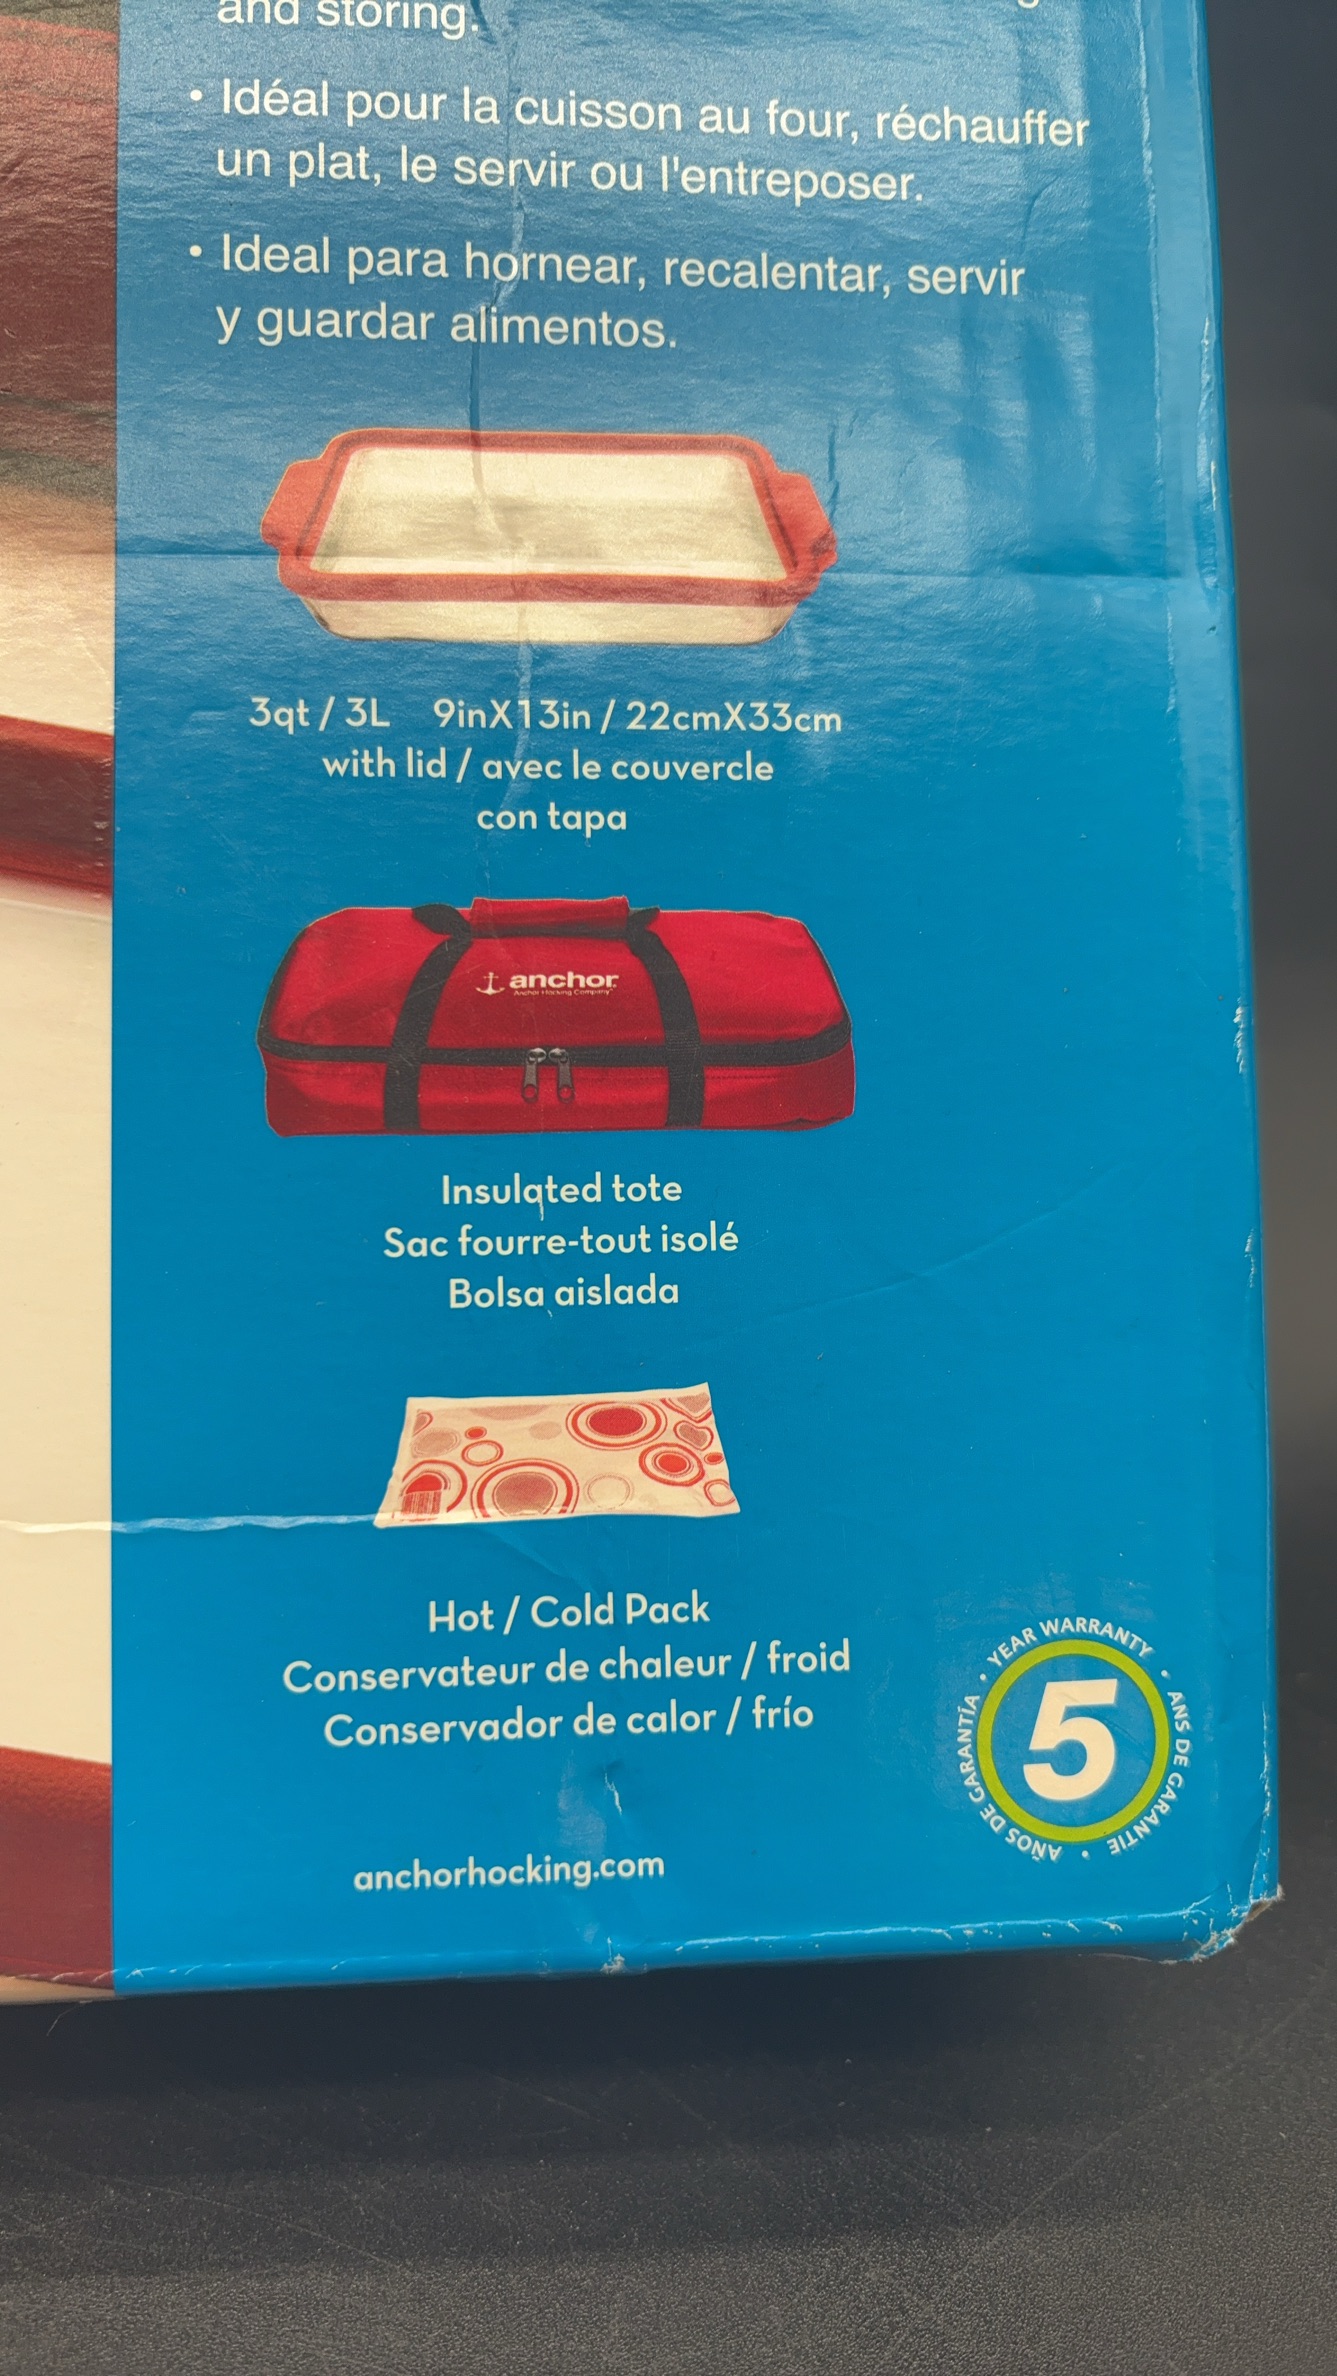 and storing.
• Idéal pour la cuisson au four, réchauffer
un plat, le servir ou l'entreposer.
• Ideal para hornear, recalentar, servir
y guardar alimentos.
3qt / 3L 9inX13in / 22cmX33cm
with lid / avec le couvercle
con tapa
anchor
Anchor Hocking Company
Insulated tote
Sac fourre-tout isolé
Bolsa aislada
Hot / Cold Pack
Conservateur de chaleur / froid
Conservador de calor / frío
• YEAR WARRANTY • ANS DE GARANTIE • AÑOS DE GARANTÍA
5
anchorhocking.com